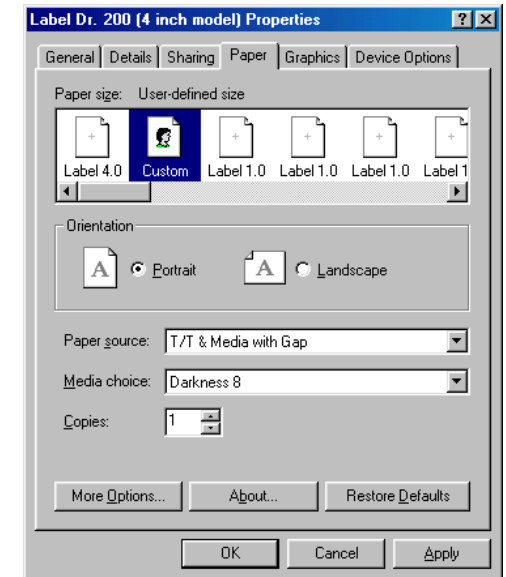 Label Dr. 200 (4 inch model) Properties
General Details Sharing Paper Graphics Device Options
Paper size: User-defined size
Label 4.0 Custom Label 1.0 Label 1.0 Label 1.0 Label 1
Orientation
A Portrait A Landscape
Paper source: T/T & Media with Gap
Media choice: Darkness 8
Copies: 1
More Options... About... Restore Defaults
OK Cancel Apply